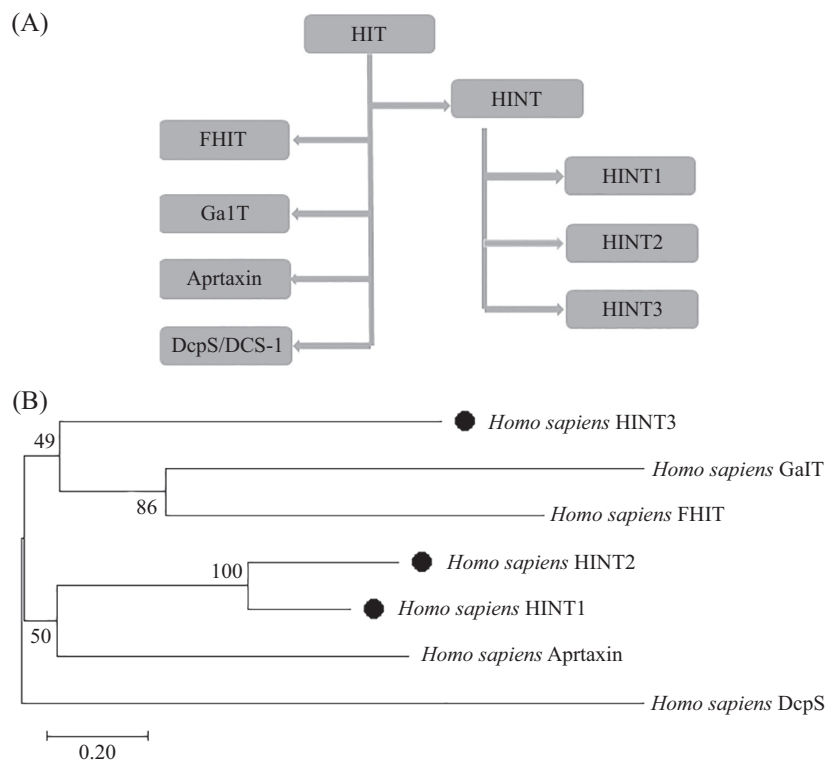 (A)
HIT
HINT
FHIT
HINT1
Ga1T
HINT2
Aprtaxin
HINT3
DcpS/DCS-1
(B)
Homo sapiens HINT3
49
Homo sapiens GaIT
86
Homo sapiens FHIT
Homo sapiens HINT2
100
Homo sapiens HINT1
50
Homo sapiens Aprtaxin
Homo sapiens DcpS
0.20